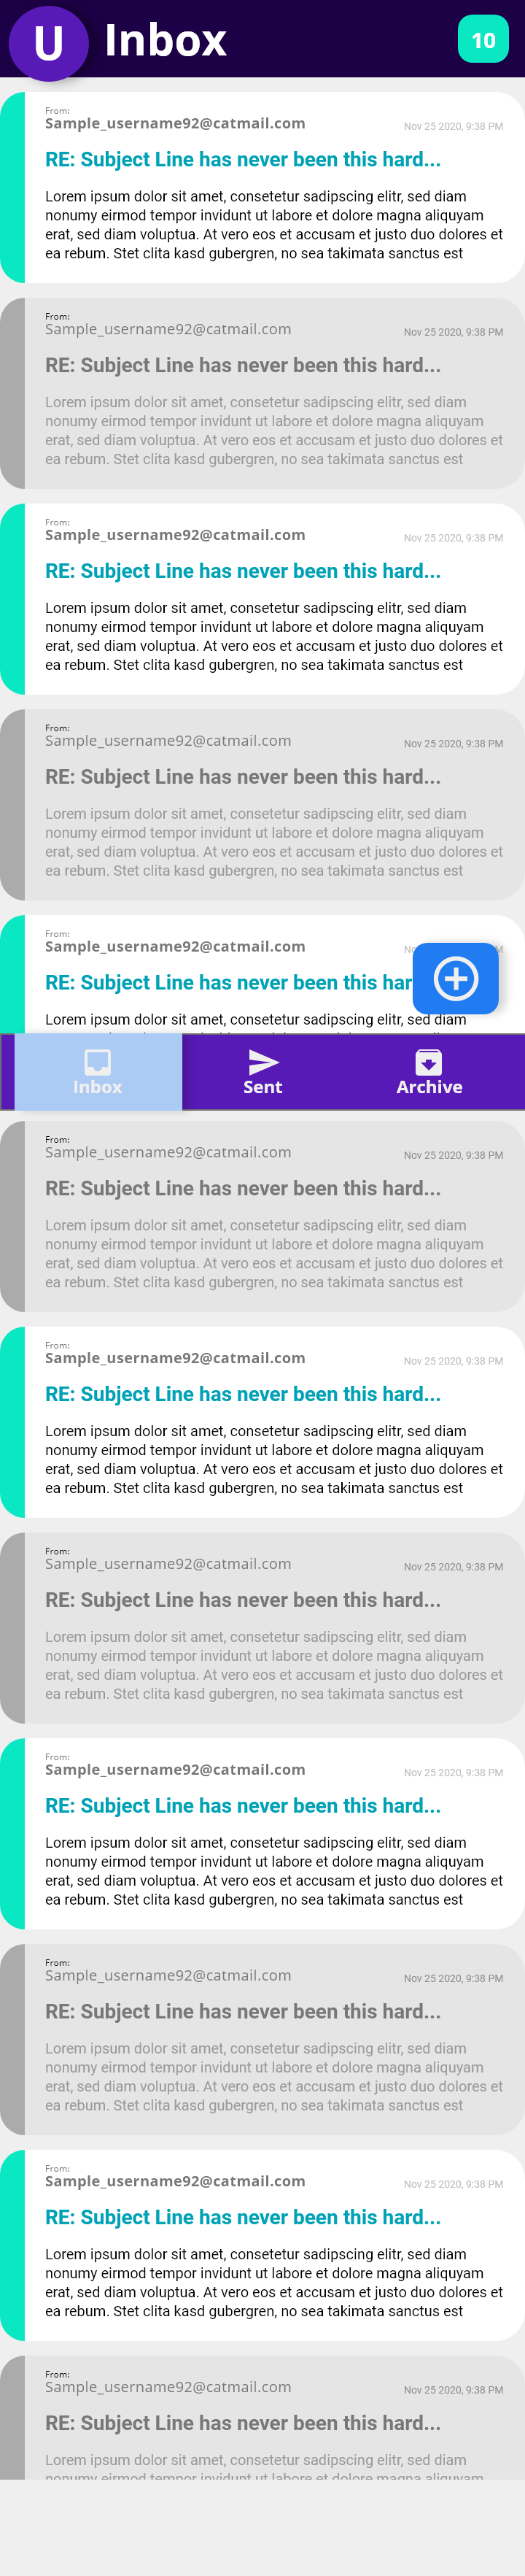 U Inbox 10
From:
Sample_username92@catmail.com Nov 25 2020, 9:38 PM
RE: Subject Line has never been this hard...
Lorem ipsum dolor sit amet, consetetur sadipscing elitr, sed diam
nonumy eirmod tempor invidunt ut labore et dolore magna aliquyam
erat, sed diam voluptua. At vero eos et accusam et justo duo dolores et
ea rebum. Stet clita kasd gubergren, no sea takimata sanctus est
From:
Sample_username92@catmail.com Nov 25 2020, 9:38 PM
RE: Subject Line has never been this hard...
Lorem ipsum dolor sit amet, consetetur sadipscing elitr, sed diam
nonumy eirmod tempor invidunt ut labore et dolore magna aliquyam
erat, sed diam voluptua. At vero eos et accusam et justo duo dolores et
ea rebum. Stet clita kasd gubergren, no sea takimata sanctus est
From:
Sample_username92@catmail.com Nov 25 2020, 9:38 PM
RE: Subject Line has never been this hard...
Lorem ipsum dolor sit amet, consetetur sadipscing elitr, sed diam
nonumy eirmod tempor invidunt ut labore et dolore magna aliquyam
erat, sed diam voluptua. At vero eos et accusam et justo duo dolores et
ea rebum. Stet clita kasd gubergren, no sea takimata sanctus est
From:
Sample_username92@catmail.com Nov 25 2020, 9:38 PM
RE: Subject Line has never been this hard...
Lorem ipsum dolor sit amet, consetetur sadipscing elitr, sed diam
nonumy eirmod tempor invidunt ut labore et dolore magna aliquyam
erat, sed diam voluptua. At vero eos et accusam et justo duo dolores et
ea rebum. Stet clita kasd gubergren, no sea takimata sanctus est
From:
Sample_username92@catmail.com
RE: Subject Line has never been this
Lorem ipsum dolor sit amet, consetetur sadipscing elitr, sed diam
Inbox Sent Archive
From:
Sample_username92@catmail.com Nov 25 2020, 9:38 PM
RE: Subject Line has never been this hard...
Lorem ipsum dolor sit amet, consetetur sadipscing elitr, sed diam
nonumy eirmod tempor invidunt ut labore et dolore magna aliquyam
erat, sed diam voluptua. At vero eos et accusam et justo duo dolores et
ea rebum. Stet clita kasd gubergren, no sea takimata sanctus est
From:
Sample_username92@catmail.com Nov 25 2020, 9:38 PM
RE: Subject Line has never been this hard...
Lorem ipsum dolor sit amet, consetetur sadipscing elitr, sed diam
nonumy eirmod tempor invidunt ut labore et dolore magna aliquyam
erat, sed diam voluptua. At vero eos et accusam et justo duo dolores et
ea rebum. Stet clita kasd gubergren, no sea takimata sanctus est
From:
Sample_username92@catmail.com Nov 25 2020, 9:38 PM
RE: Subject Line has never been this hard...
Lorem ipsum dolor sit amet, consetetur sadipscing elitr, sed diam
nonumy eirmod tempor invidunt ut labore et dolore magna aliquyam
erat, sed diam voluptua. At vero eos et accusam et justo duo dolores et
ea rebum. Stet clita kasd gubergren, no sea takimata sanctus est
From:
Sample_username92@catmail.com Nov 25 2020, 9:38 PM
RE: Subject Line has never been this hard...
Lorem ipsum dolor sit amet, consetetur sadipscing elitr, sed diam
nonumy eirmod tempor invidunt ut labore et dolore magna aliquyam
erat, sed diam voluptua. At vero eos et accusam et justo duo dolores et
ea rebum. Stet clita kasd gubergren, no sea takimata sanctus est
From:
Sample_username92@catmail.com Nov 25 2020, 9:38 PM
RE: Subject Line has never been this hard...
Lorem ipsum dolor sit amet, consetetur sadipscing elitr, sed diam
nonumy eirmod tempor invidunt ut labore et dolore magna aliquyam
erat, sed diam voluptua. At vero eos et accusam et justo duo dolores et
ea rebum. Stet clita kasd gubergren, no sea takimata sanctus est
From:
Sample_username92@catmail.com Nov 25 2020, 9:38 PM
RE: Subject Line has never been this hard...
Lorem ipsum dolor sit amet, consetetur sadipscing elitr, sed diam
nonumy eirmod tempor invidunt ut labore et dolore magna aliquyam
erat, sed diam voluptua. At vero eos et accusam et justo duo dolores et
ea rebum. Stet clita kasd gubergren, no sea takimata sanctus est
From:
Sample_username92@catmail.com Nov 25 2020, 9:38 PM
RE: Subject Line has never been this hard...
Lorem ipsum dolor sit amet, consetetur sadipscing elitr, sed diam
nonumy eirmod tempor invidunt ut labore et dolore magna aliquyam